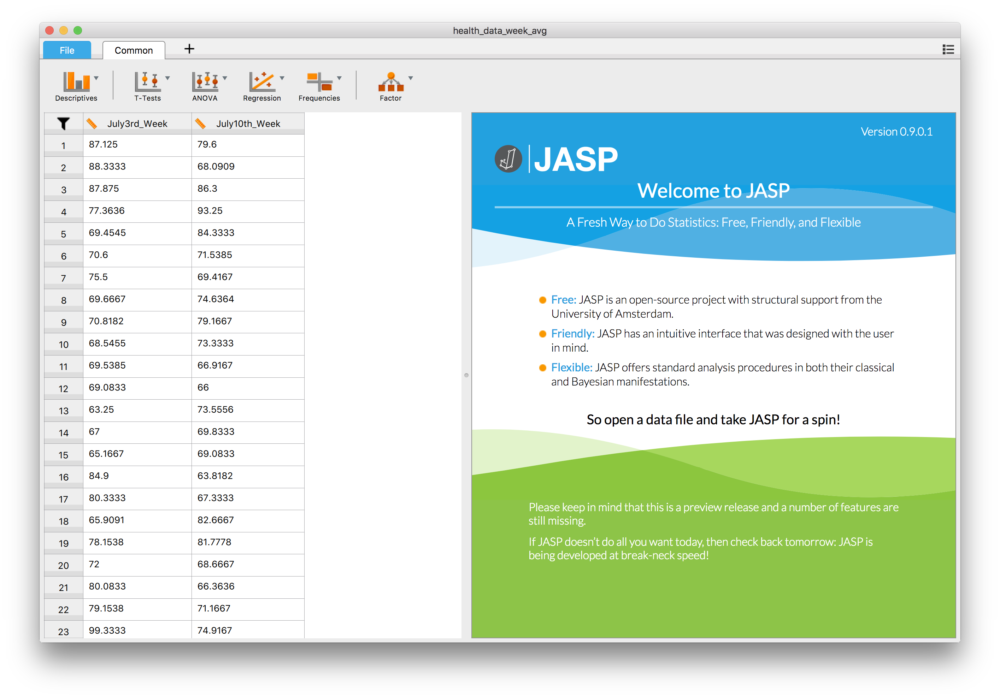 health_data_week_avg
File Common +
Descriptives T-Tests ANOVA Regression Frequencies Factor
July3rd_Week July10th_Week
1 87.125 79.6
2 88.3333 68.0909
3 87.875 86.3
4 77.3636 93.25
5 69.4545 84.3333
6 70.6 71.5385
7 75.5 69.4167
8 69.6667 74.6364
9 70.8182 79.1667
10 68.5455 73.3333
11 69.5385 66.9167
12 69.0833 66
13 63.25 73.5556
14 67 69.8333
15 65.1667 69.0833
16 84.9 63.8182
17 80.3333 67.3333
18 65.9091 82.6667
19 78.1538 81.7778
20 72 68.6667
21 80.0833 66.3636
22 79.1538 71.1667
23 99.3333 74.9167
Version 0.9.0.1
JASP
Welcome to JASP
A Fresh Way to Do Statistics: Free, Friendly, and Flexible
Free: JASP is an open-source project with structural support from the
University of Amsterdam.
Friendly: JASP has an intuitive interface that was designed with the user
in mind.
Flexible: JASP offers standard analysis procedures in both their classical
and Bayesian manifestations.
So open a data file and take JASP for a spin!
Please keep in mind that this is a preview release and a number of features are
still missing.
If JASP doesn’t do all you want today, then check back tomorrow: JASP is
being developed at break-neck speed!